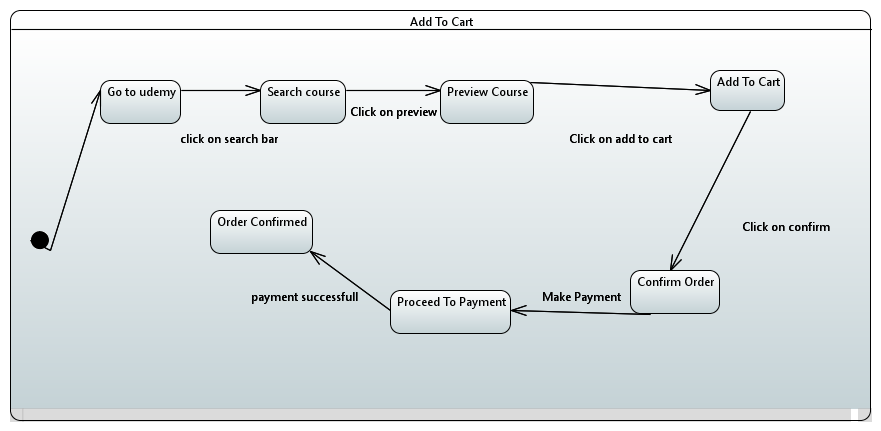 Add To Cart
Go to udemy
Search course
Preview Course
Add To Cart
Click on preview
click on search bar
Click on add to cart
Order Confirmed
Click on confirm
Confirm Order
payment successfull
Proceed To Payment
Make Payment